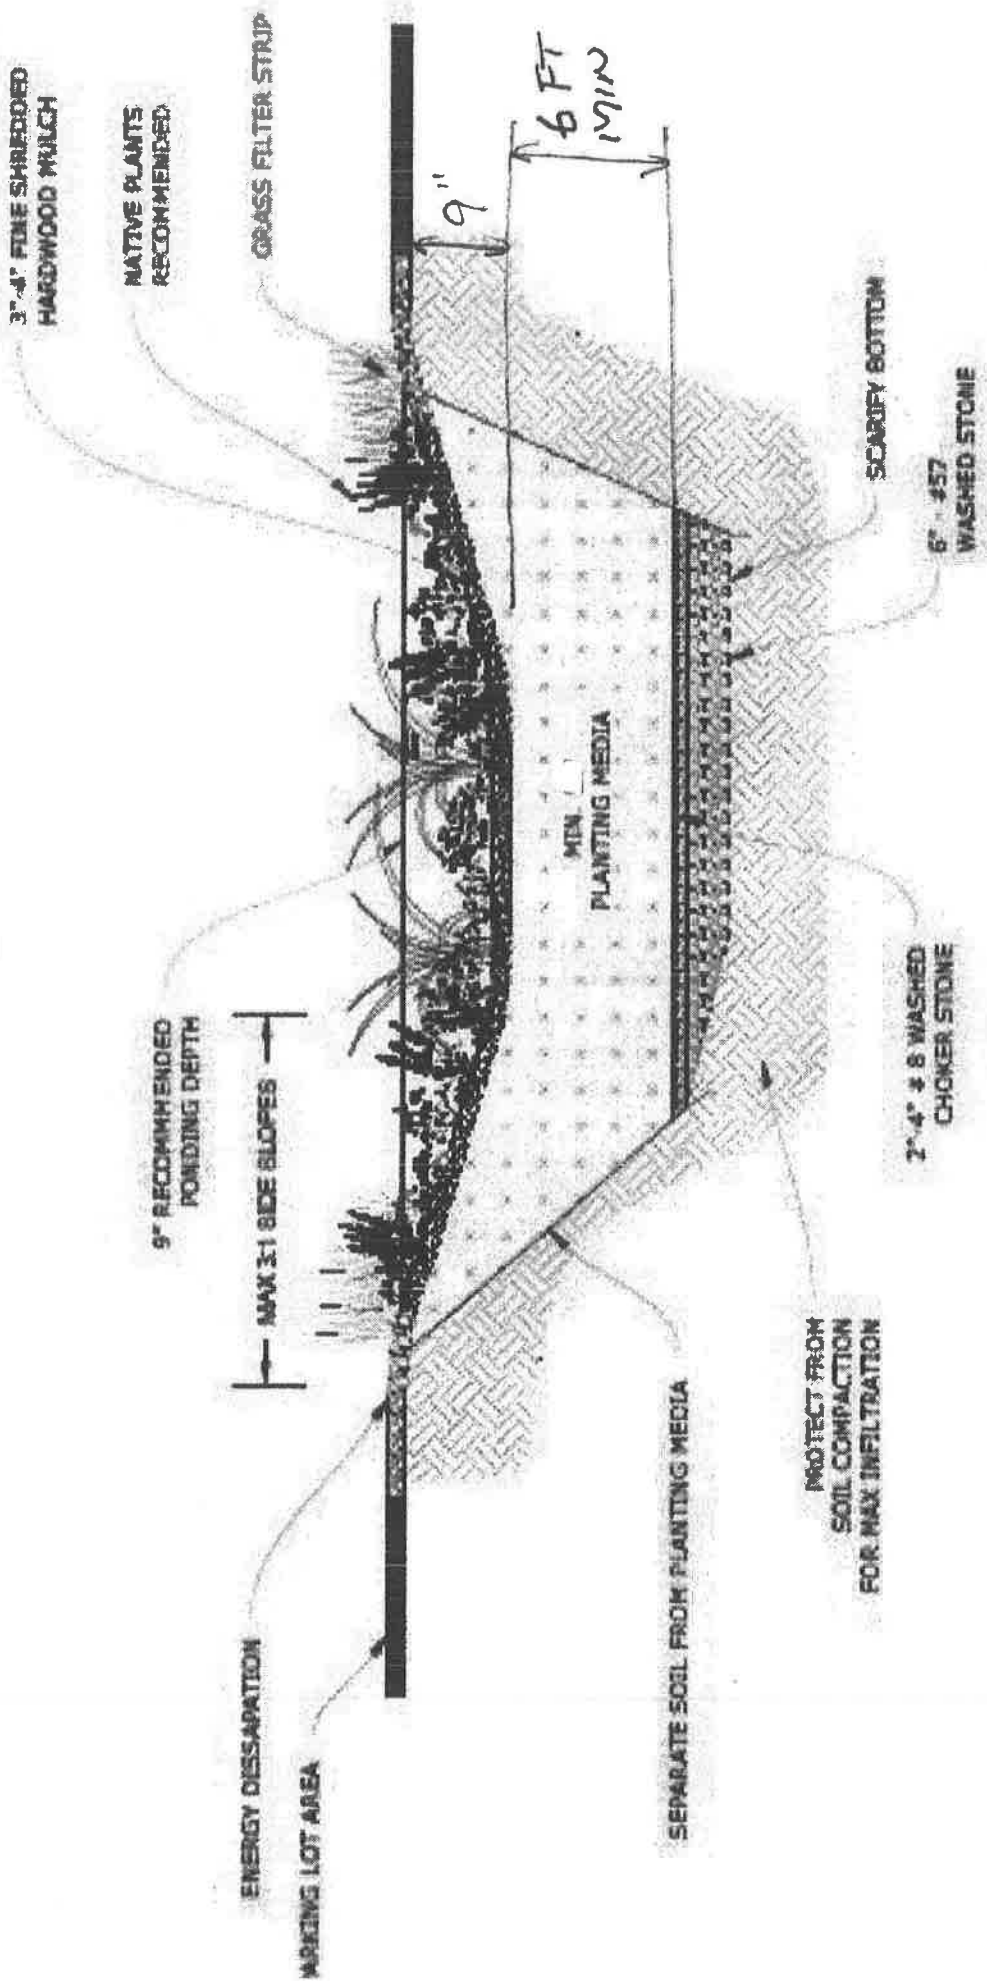 3"-4" FINE SHREDDED
HARDWOOD MULCH
NATIVE PLANTS
RECOMMENDED
GRASS FILTER STRIP
9" RECOMMENDED
PONDING DEPTH
MAX 3:1 SIDE SLOPES
ENERGY DISSAPATION
PARKING LOT AREA
9"
6 FT
MIN
MIN.
PLANTING MEDIA
SEPARATE SOIL FROM PLANTING MEDIA
PROTECT FROM
SOIL COMPACTION
FOR MAX INFILTRATION
2"-4" # 8 WASHED
CHOKER STONE
SCARIFY BOTTOM
6" - #57
WASHED STONE